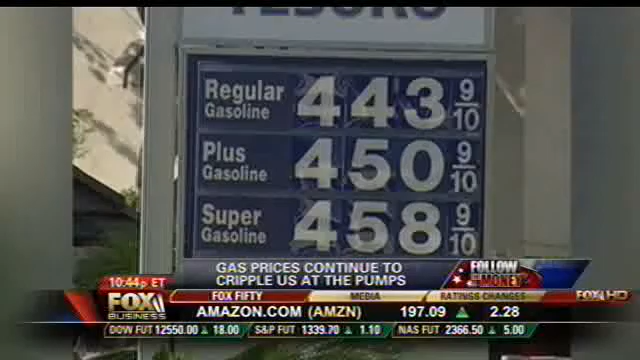 TESORO
Regular
Gasoline
443 9/10
Plus
Gasoline
450 9/10
Super
Gasoline
458 9/10
GAS PRICES CONTINUE TO
CRIPPLE US AT THE PUMPS
FOLLOW
THE MONEY
10:44p ET
FOX
BUSINESS
FOX FIFTY MEDIA RATINGS CHANGES
FOX HD
AMAZON.COM (AMZN) 197.09 ▲ 2.28
DOW FUT 12550.00 ▲ 18.00 S&P FUT 1339.70 ▲ 1.10 NAS FUT 2366.50 ▲ 5.00